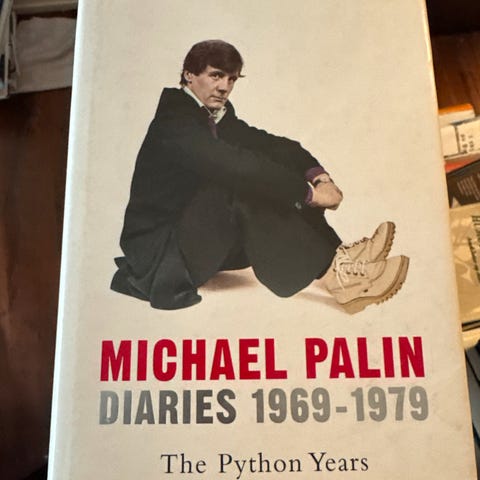 MICHAEL PALIN
DIARIES 1969-1979
The Python Years